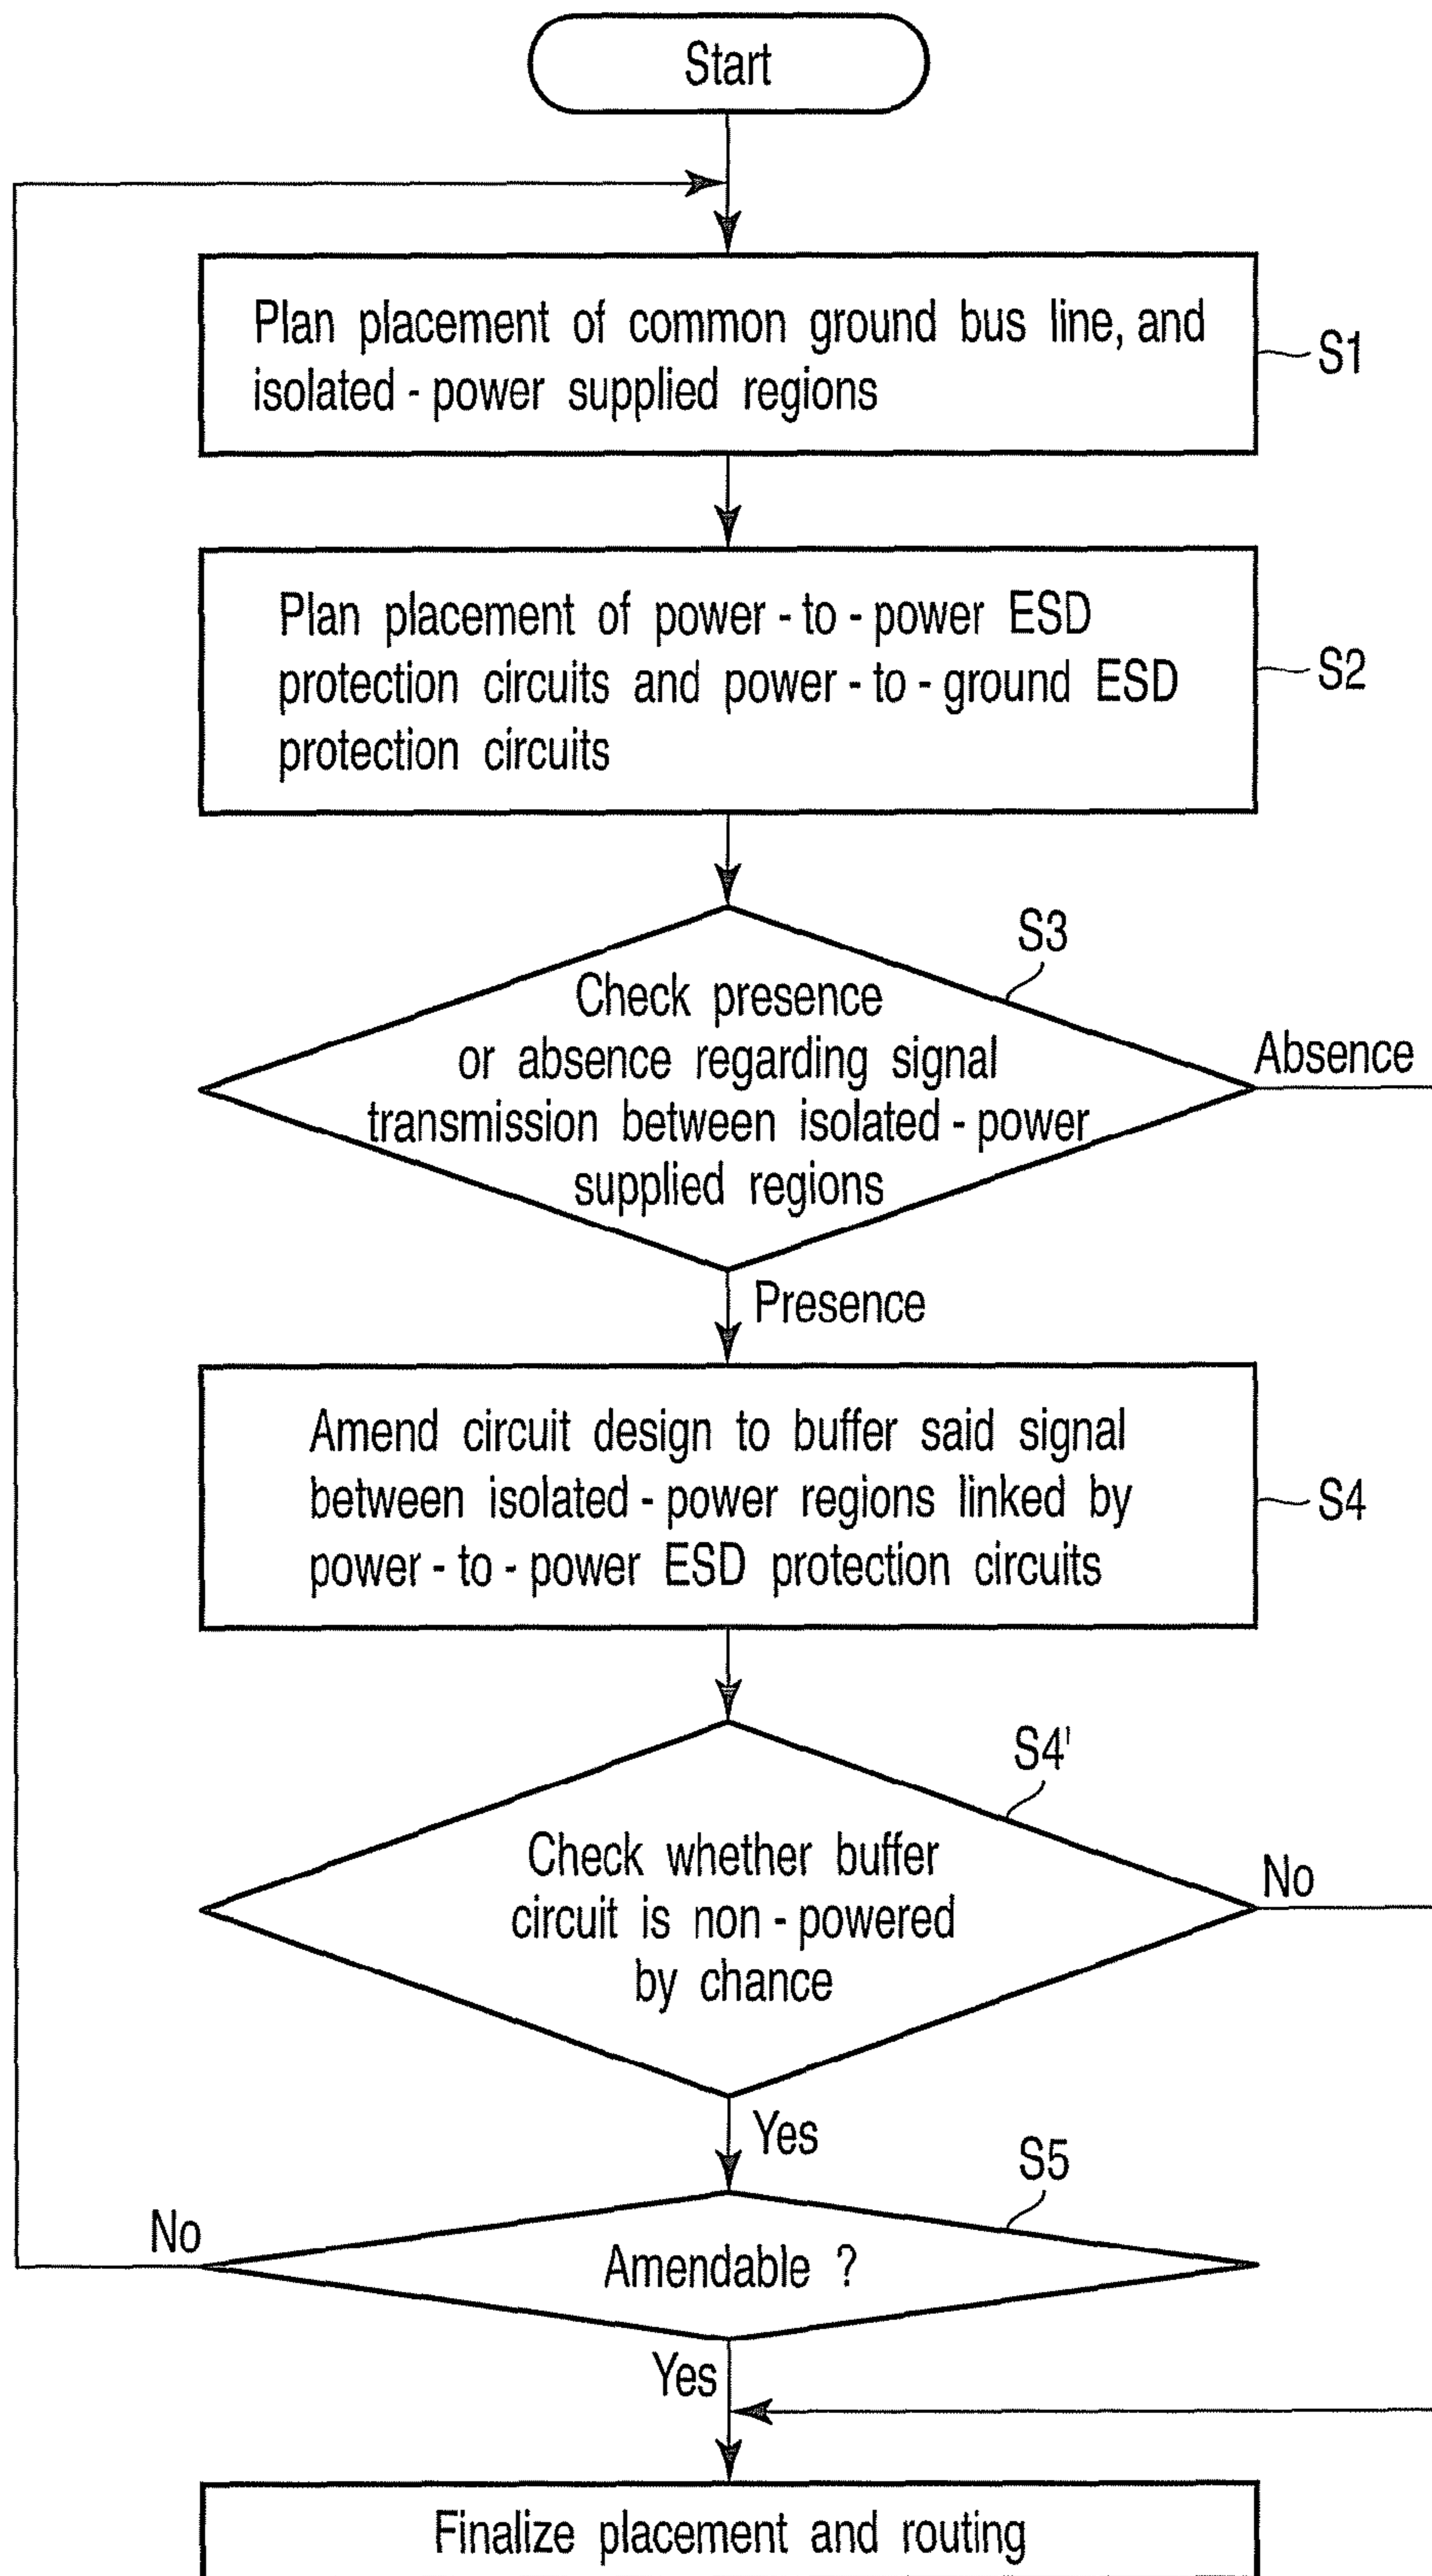 Start
Plan placement of common ground bus line, and
isolated - power supplied regions
S1
Plan placement of power - to - power ESD
protection circuits and power - to - ground ESD
protection circuits
S2
S3
Check presence
or absence regarding signal
transmission between isolated - power
supplied regions
Absence
Presence
Amend circuit design to buffer said signal
between isolated - power regions linked by
power - to - power ESD protection circuits
S4
S4'
Check whether buffer
circuit is non - powered
by chance
No
Yes
S5
No
Amendable ?
Yes
Finalize placement and routing